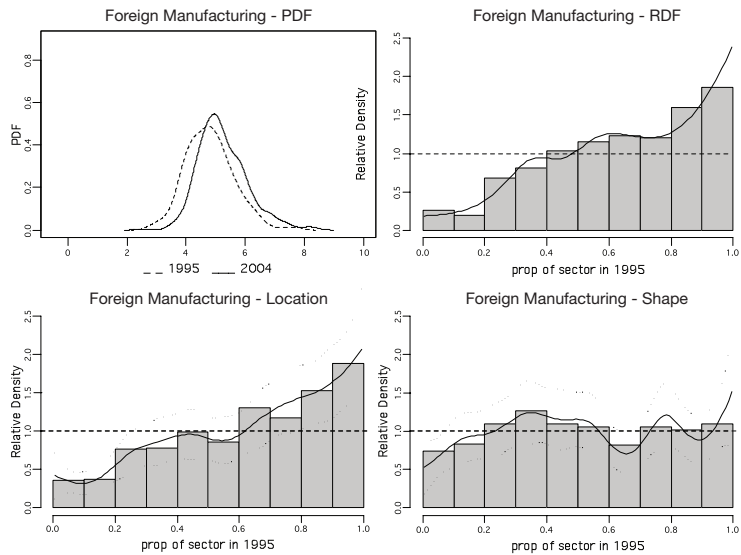 Foreign Manufacturing - PDF
PDF
0.0 0.2 0.4 0.6 0.8
0 2 4 6 8 10
1995 2004
Foreign Manufacturing - RDF
Relative Density
0.0 0.5 1.0 1.5 2.0 2.5
0.0 0.2 0.4 0.6 0.8 1.0
prop of sector in 1995
Foreign Manufacturing - Location
Relative Density
0.0 0.5 1.0 1.5 2.0 2.5
0.0 0.2 0.4 0.6 0.8 1.0
prop of sector in 1995
Foreign Manufacturing - Shape
Relative Density
0.0 0.5 1.0 1.5 2.0 2.5
0.0 0.2 0.4 0.6 0.8 1.0
prop of sector in 1995